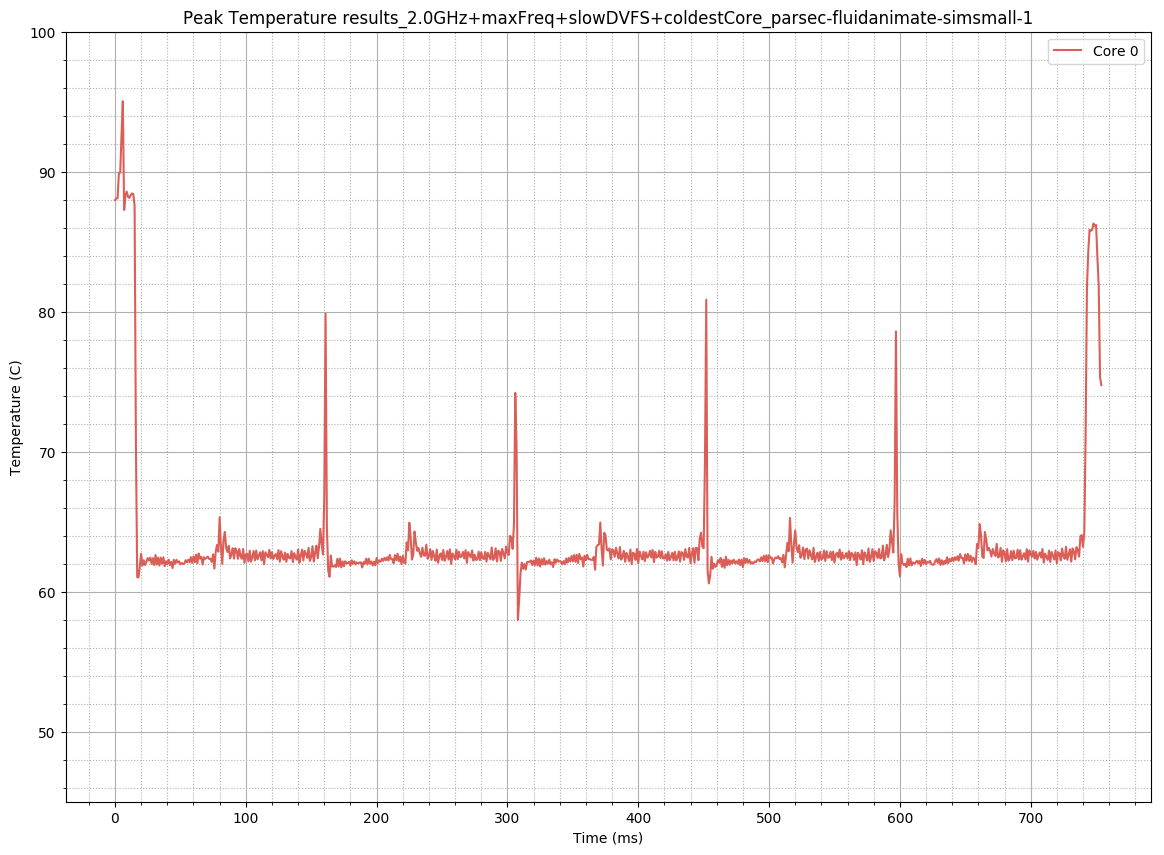 Peak Temperature results_2.0GHz+maxFreq+slowDVFS+coldestCore_parsec-fluidanimate-simsmall-1
Core 0
100
90
80
70
60
50
Temperature (C)
0 100 200 300 400 500 600 700
Time (ms)